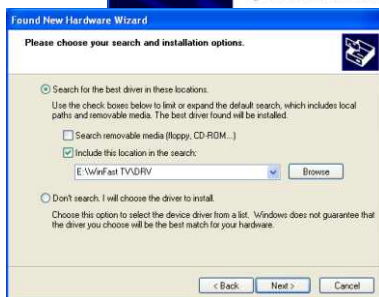 Found New Hardware Wizard
Please choose your search and installation options.
Search for the best driver in these locations.
Use the check boxes below to limit or expand the default search, which includes local
paths and removable media. The best driver found will be installed.
Search removable media (floppy, CD-ROM...)
Include this location in the search:
E:\WinFast TV\DRV
Browse
Don't search. I will choose the driver to install.
Choose this option to select the device driver from a list. Windows does not guarantee that
the driver you choose will be the best match for your hardware.
< Back Next > Cancel